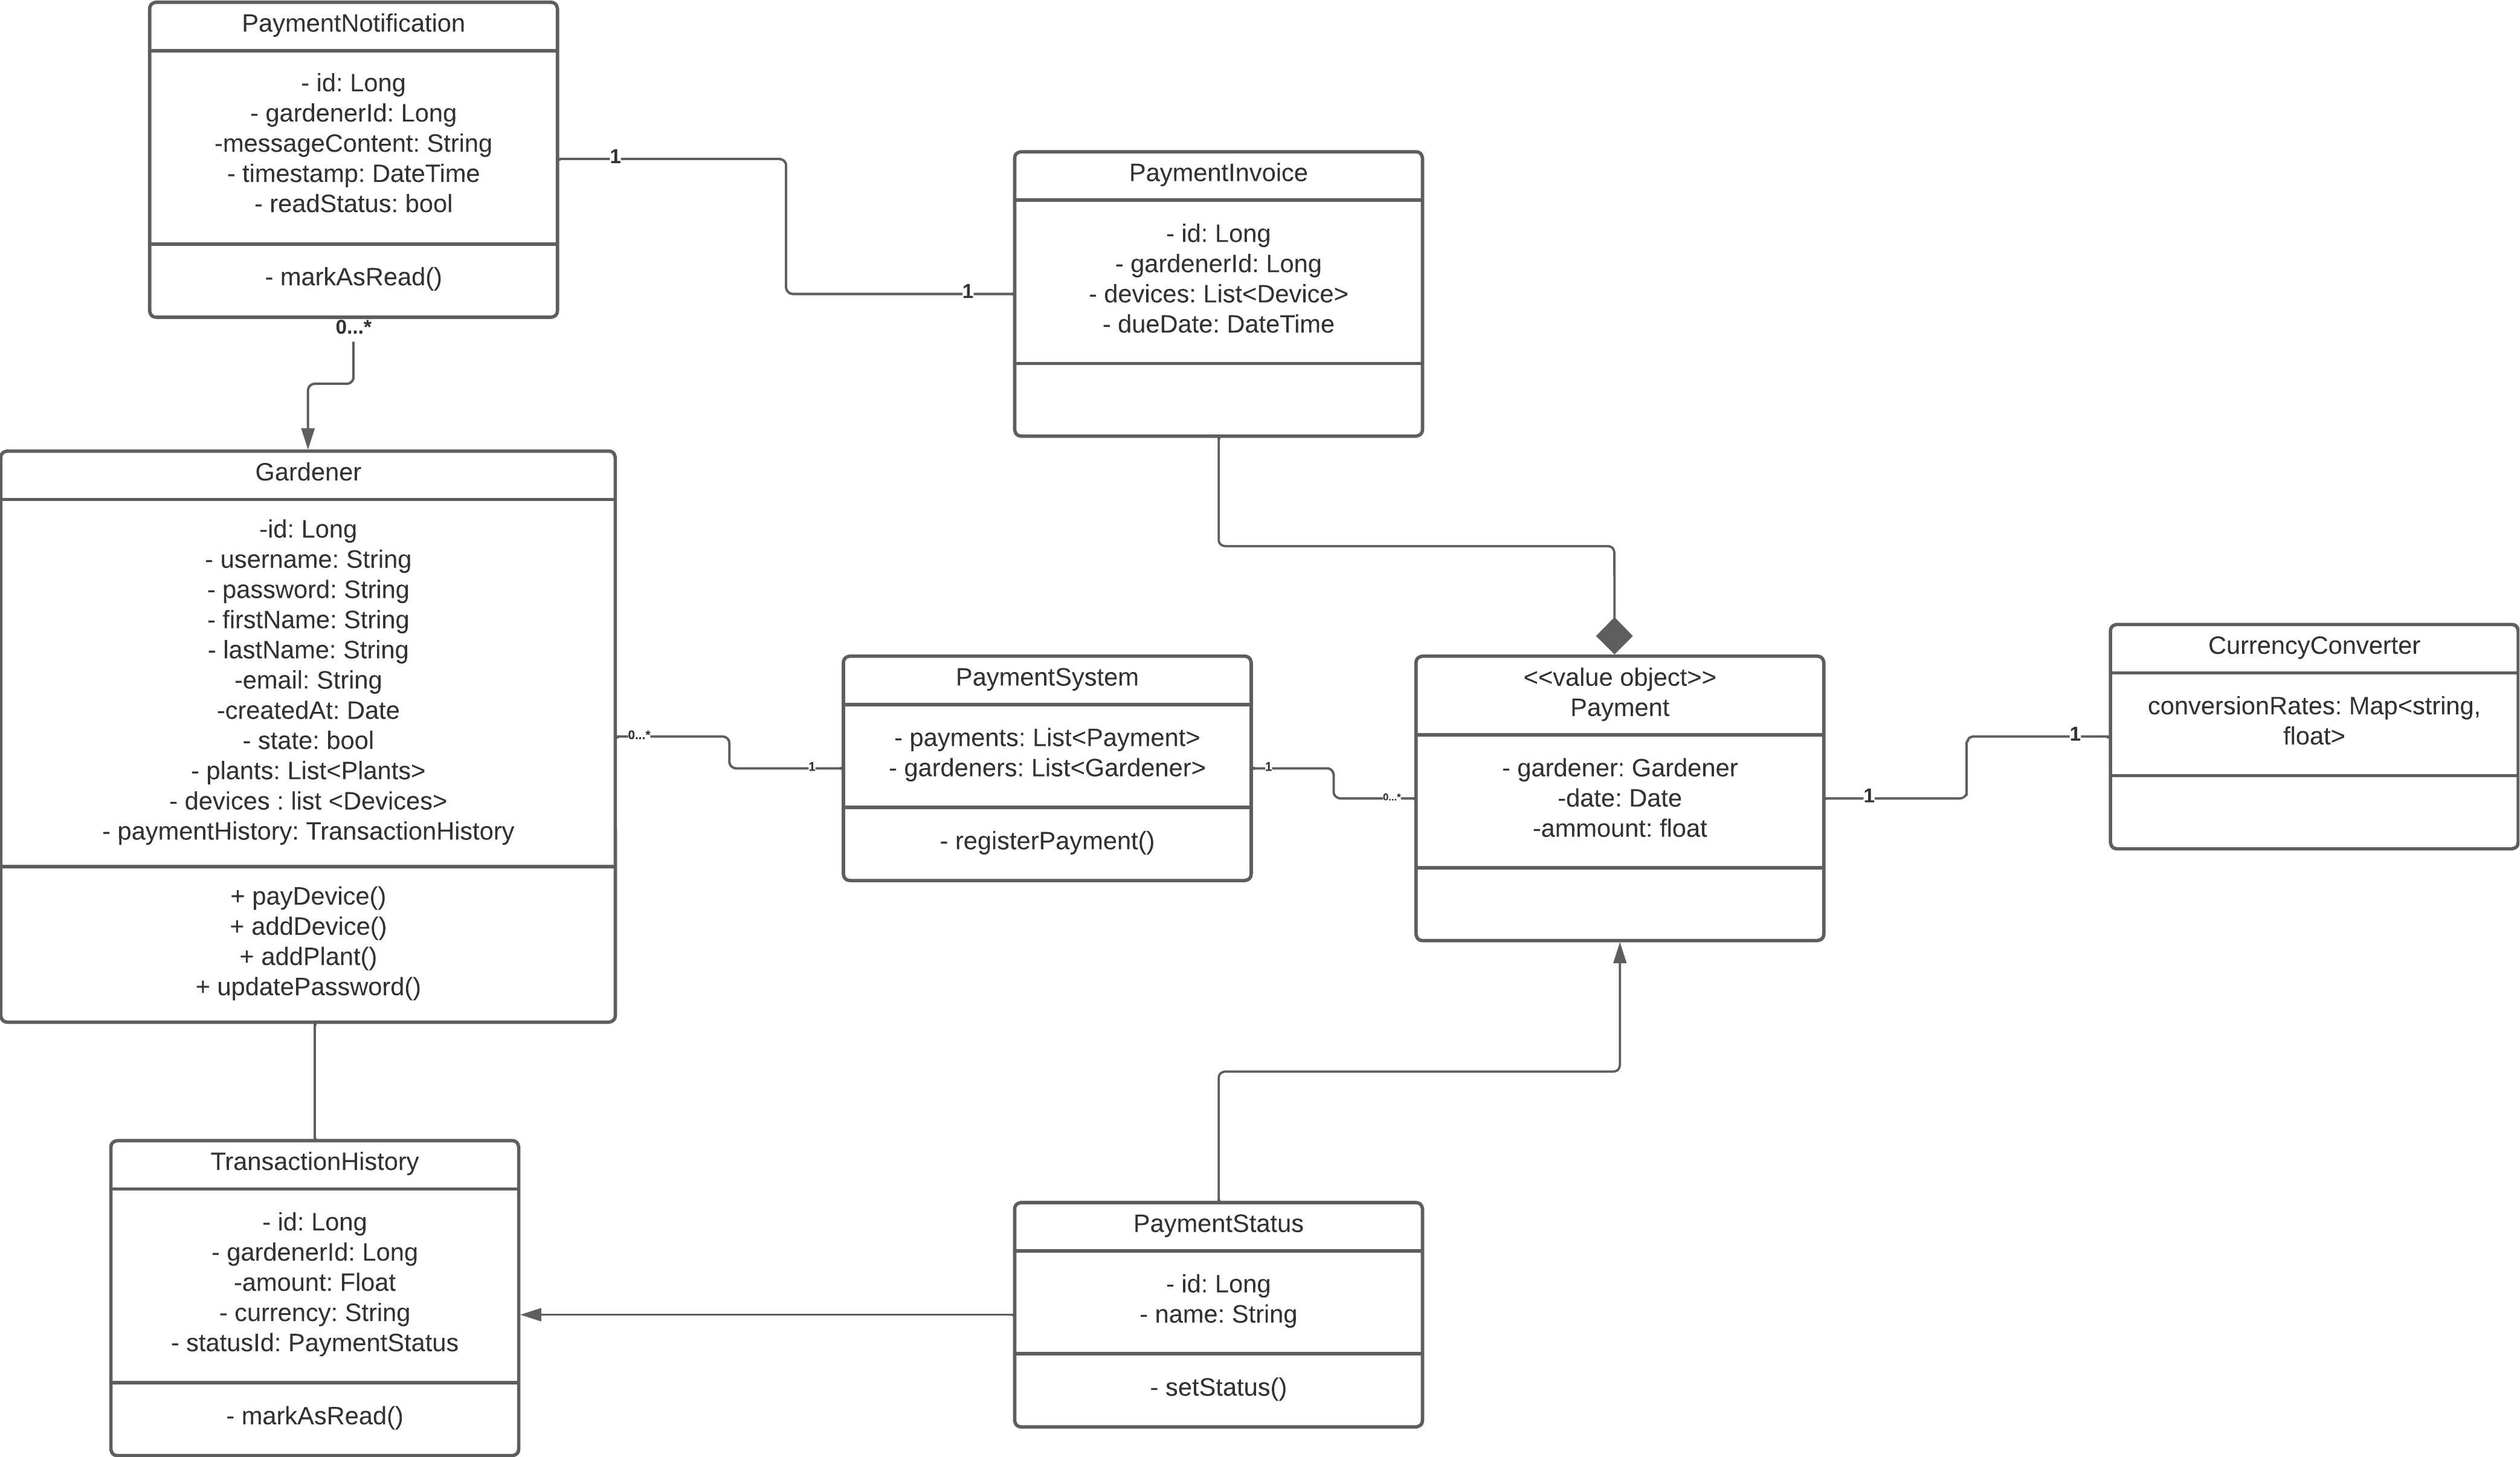 PaymentNotification
- id: Long
- gardenerId: Long
-messageContent: String
- timestamp: DateTime
- readStatus: bool
- markAsRead()
0...*
1
1
PaymentInvoice
- id: Long
- gardenerId: Long
- devices: List<Device>
- dueDate: DateTime
Gardener
-id: Long
- username: String
- password: String
- firstName: String
- lastName: String
-email: String
-createdAt: Date
- state: bool
- plants: List<Plants>
- devices : list <Devices>
- paymentHistory: TransactionHistory
+ payDevice()
+ addDevice()
+ addPlant()
+ updatePassword()
0...*
1
PaymentSystem
- payments: List<Payment>
- gardeners: List<Gardener>
- registerPayment()
1
0...*
<<value object>>
Payment
- gardener: Gardener
-date: Date
-ammount: float
1
1
CurrencyConverter
conversionRates: Map<string,
float>
TransactionHistory
- id: Long
- gardenerId: Long
-amount: Float
- currency: String
- statusId: PaymentStatus
- markAsRead()
PaymentStatus
- id: Long
- name: String
- setStatus()